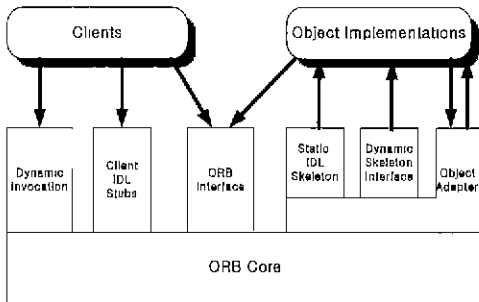 Clients
Object Implementations
Dynamic
Invocation
Client
IDL
Stubs
ORB
Interface
Static
IDL
Skeleton
Dynamic
Skeleton
Interface
Object
Adapter
ORB Core